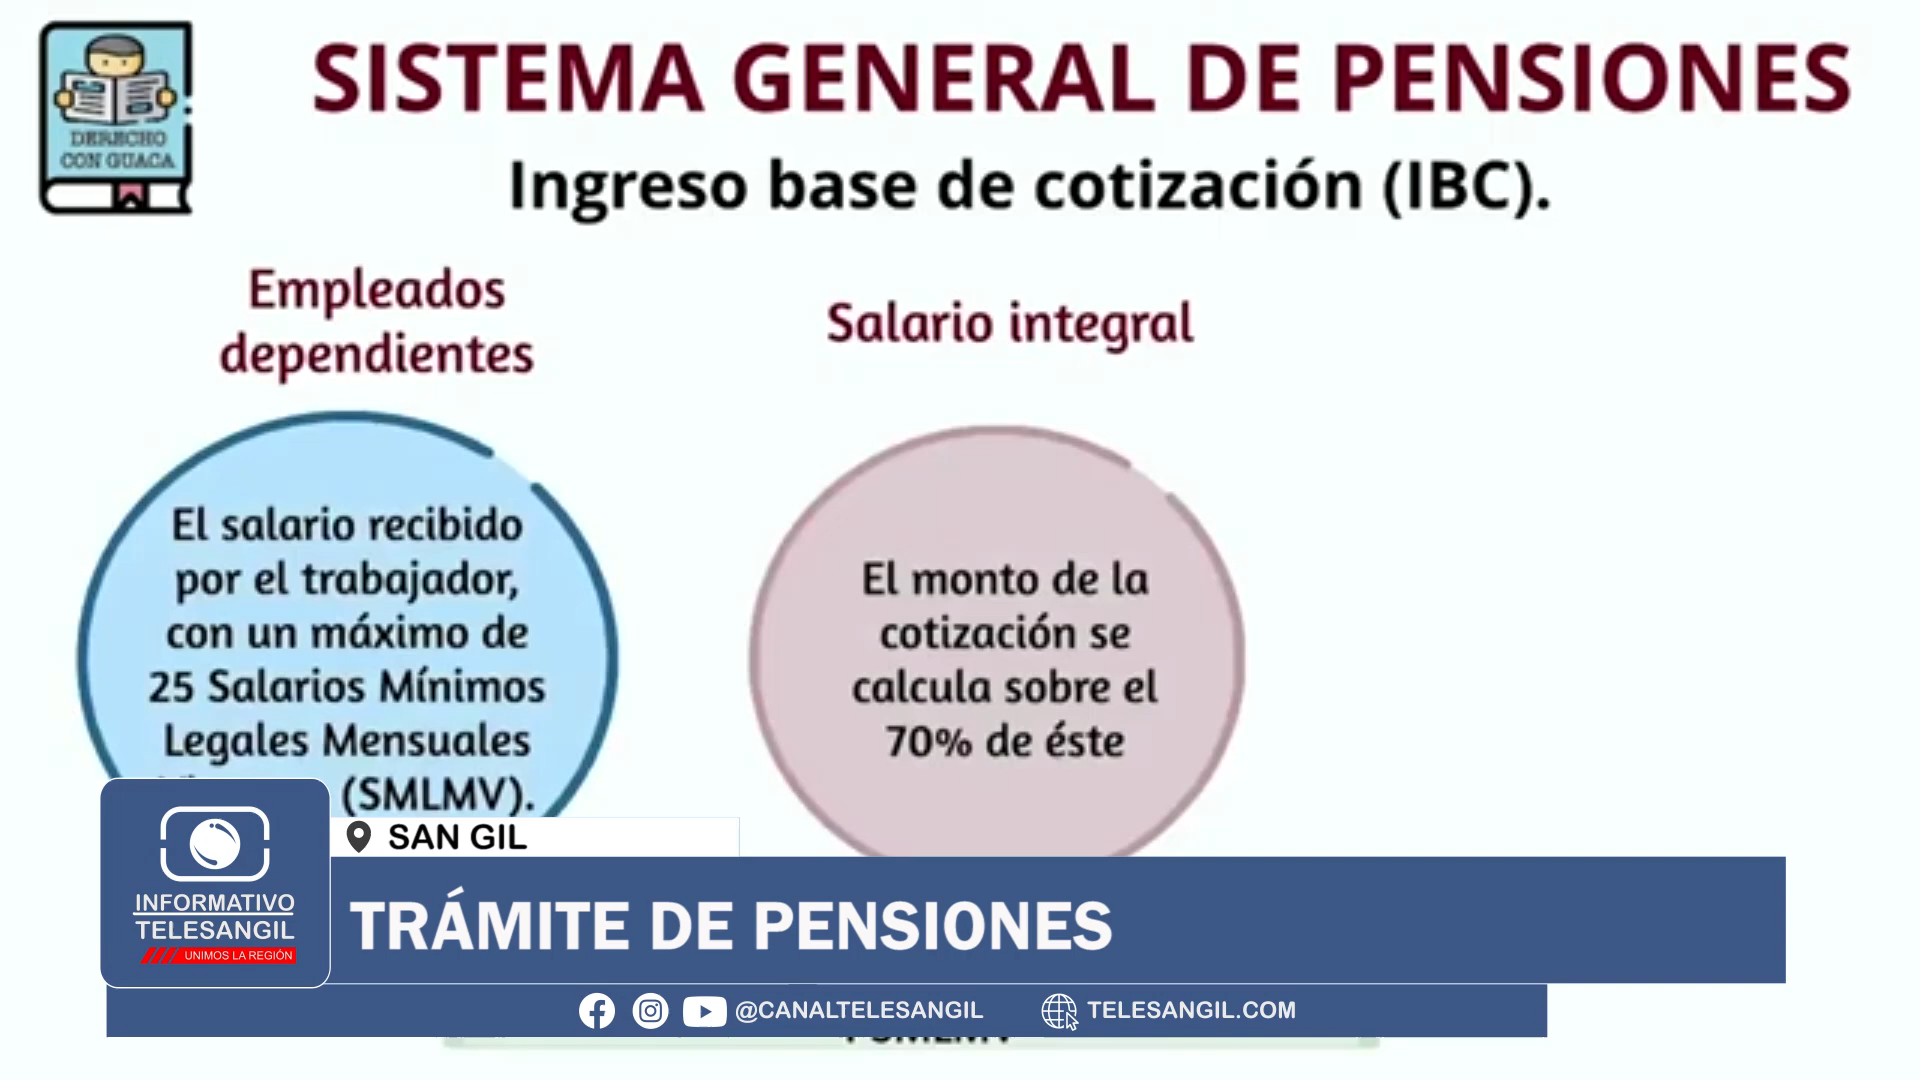 DERECHO
CON GUACA
SISTEMA GENERAL DE PENSIONES
Ingreso base de cotización (IBC).
Empleados
dependientes
El salario recibido
por el trabajador,
con un máximo de
25 Salarios Mínimos
Legales Mensuales
(SMLMV).
Salario integral
El monto de la
cotización se
calcula sobre el
70% de éste
SAN GIL
INFORMATIVO
TELESANGIL
UNIMOS LA REGIÓN
TRÁMITE DE PENSIONES
@CANALTELESANGIL
TELESANGIL.COM